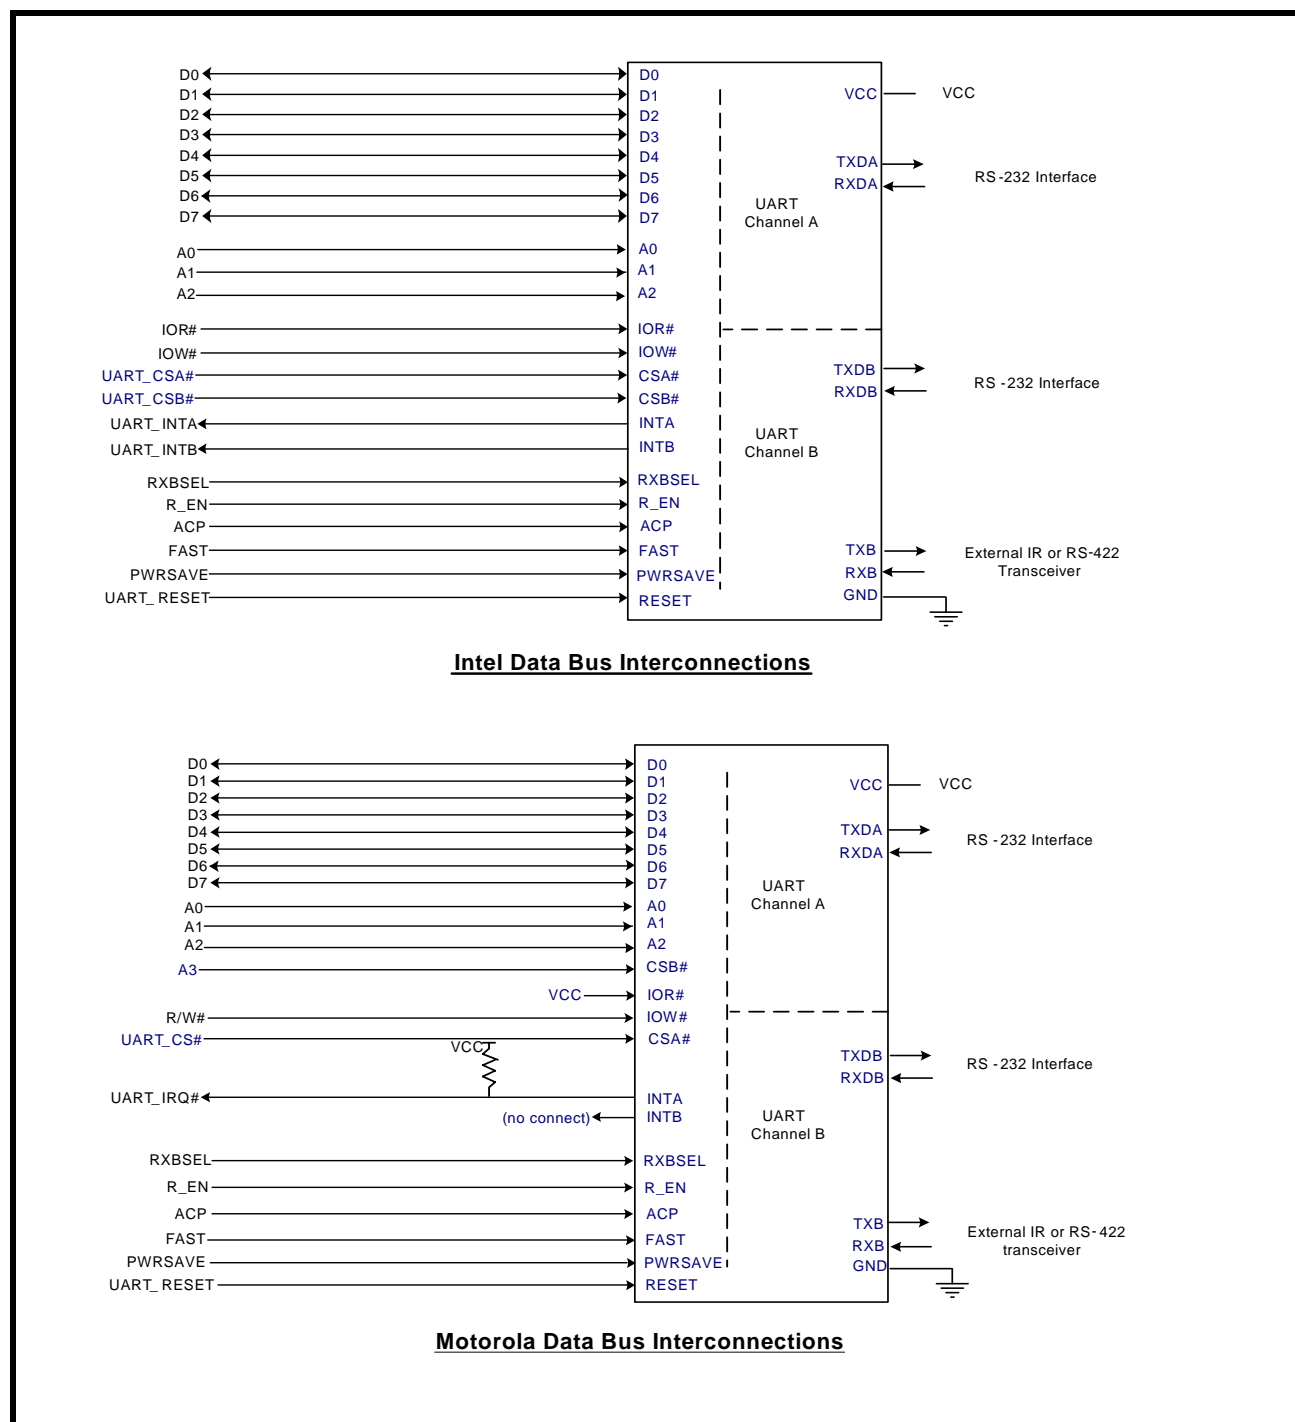 D0 D0
D1 D1 VCC VCC
D2 D2
D3 D3
D4 D4 TXDA
D5 D5 RXDA RS-232 Interface
D6 D6 UART
D7 D7 Channel A
A0 A0
A1 A1
A2 A2
IOR# IOR#
IOW# IOW#
UART_CSA# CSA# TXDB
UART_CSB# CSB# RXDB RS-232 Interface
UART_INTA INTA UART
UART_INTB INTB Channel B
RXBSEL RXBSEL
R_EN R_EN
ACP ACP
FAST FAST TXB External IR or RS-422
PWRSAVE PWRSAVE RXB Transceiver
UART_RESET RESET GND
Intel Data Bus Interconnections
D0 D0
D1 D1 VCC VCC
D2 D2
D3 D3 TXDA
D4 D4 RS-232 Interface
D5 D5 RXDA
D6 D6
D7 D7 UART
A0 A0 Channel A
A1 A1
A2 A2
A3 CSB#
VCC IOR#
R/W# IOW#
UART_CS# CSA#
VCC TXDB
RXDB RS-232 Interface
UART_IRQ# INTA UART
(no connect) INTB Channel B
RXBSEL RXBSEL
R_EN R_EN
ACP ACP TXB
FAST FAST RXB External IR or RS-422
PWRSAVE PWRSAVE GND transceiver
UART_RESET RESET
Motorola Data Bus Interconnections